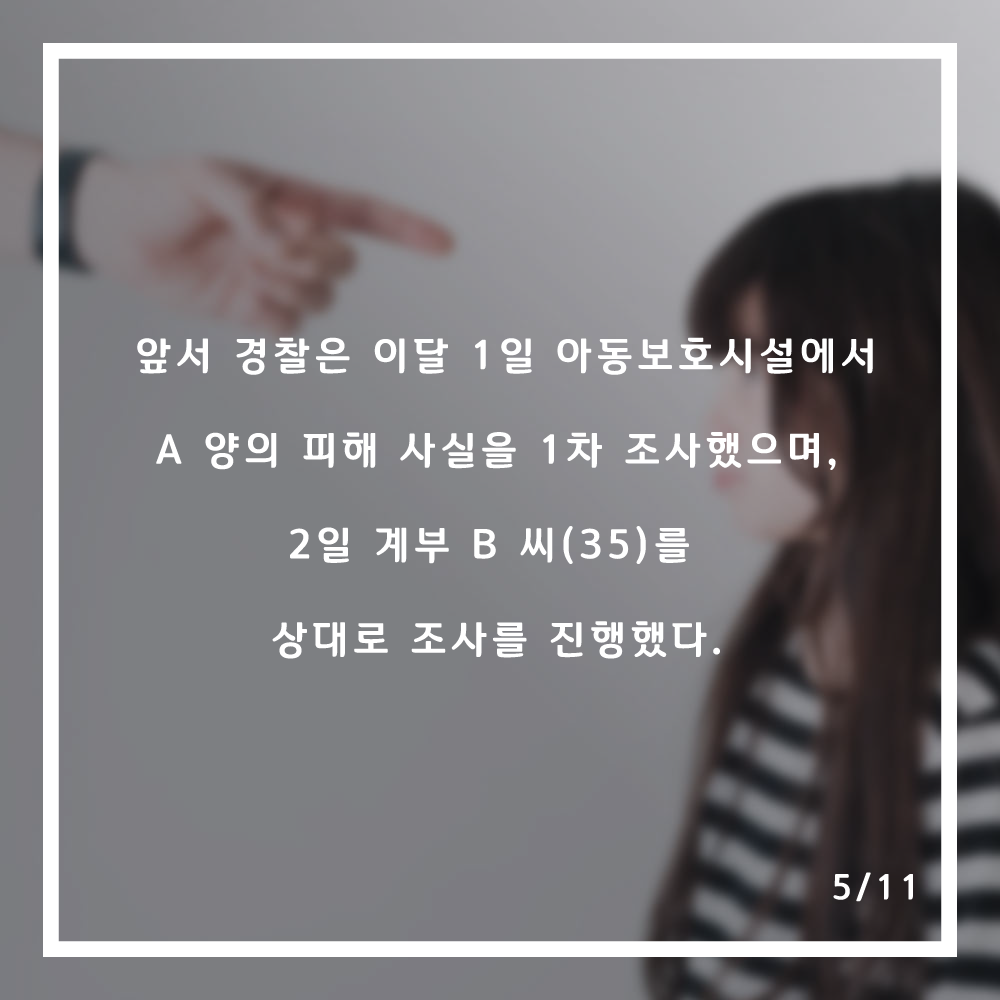 앞서 경찰은 이달 1일 아동보호시설에서
A 양의 피해 사실을 1차 조사했으며,
2일 계부 B 씨(35)를
상대로 조사를 진행했다.
5/11